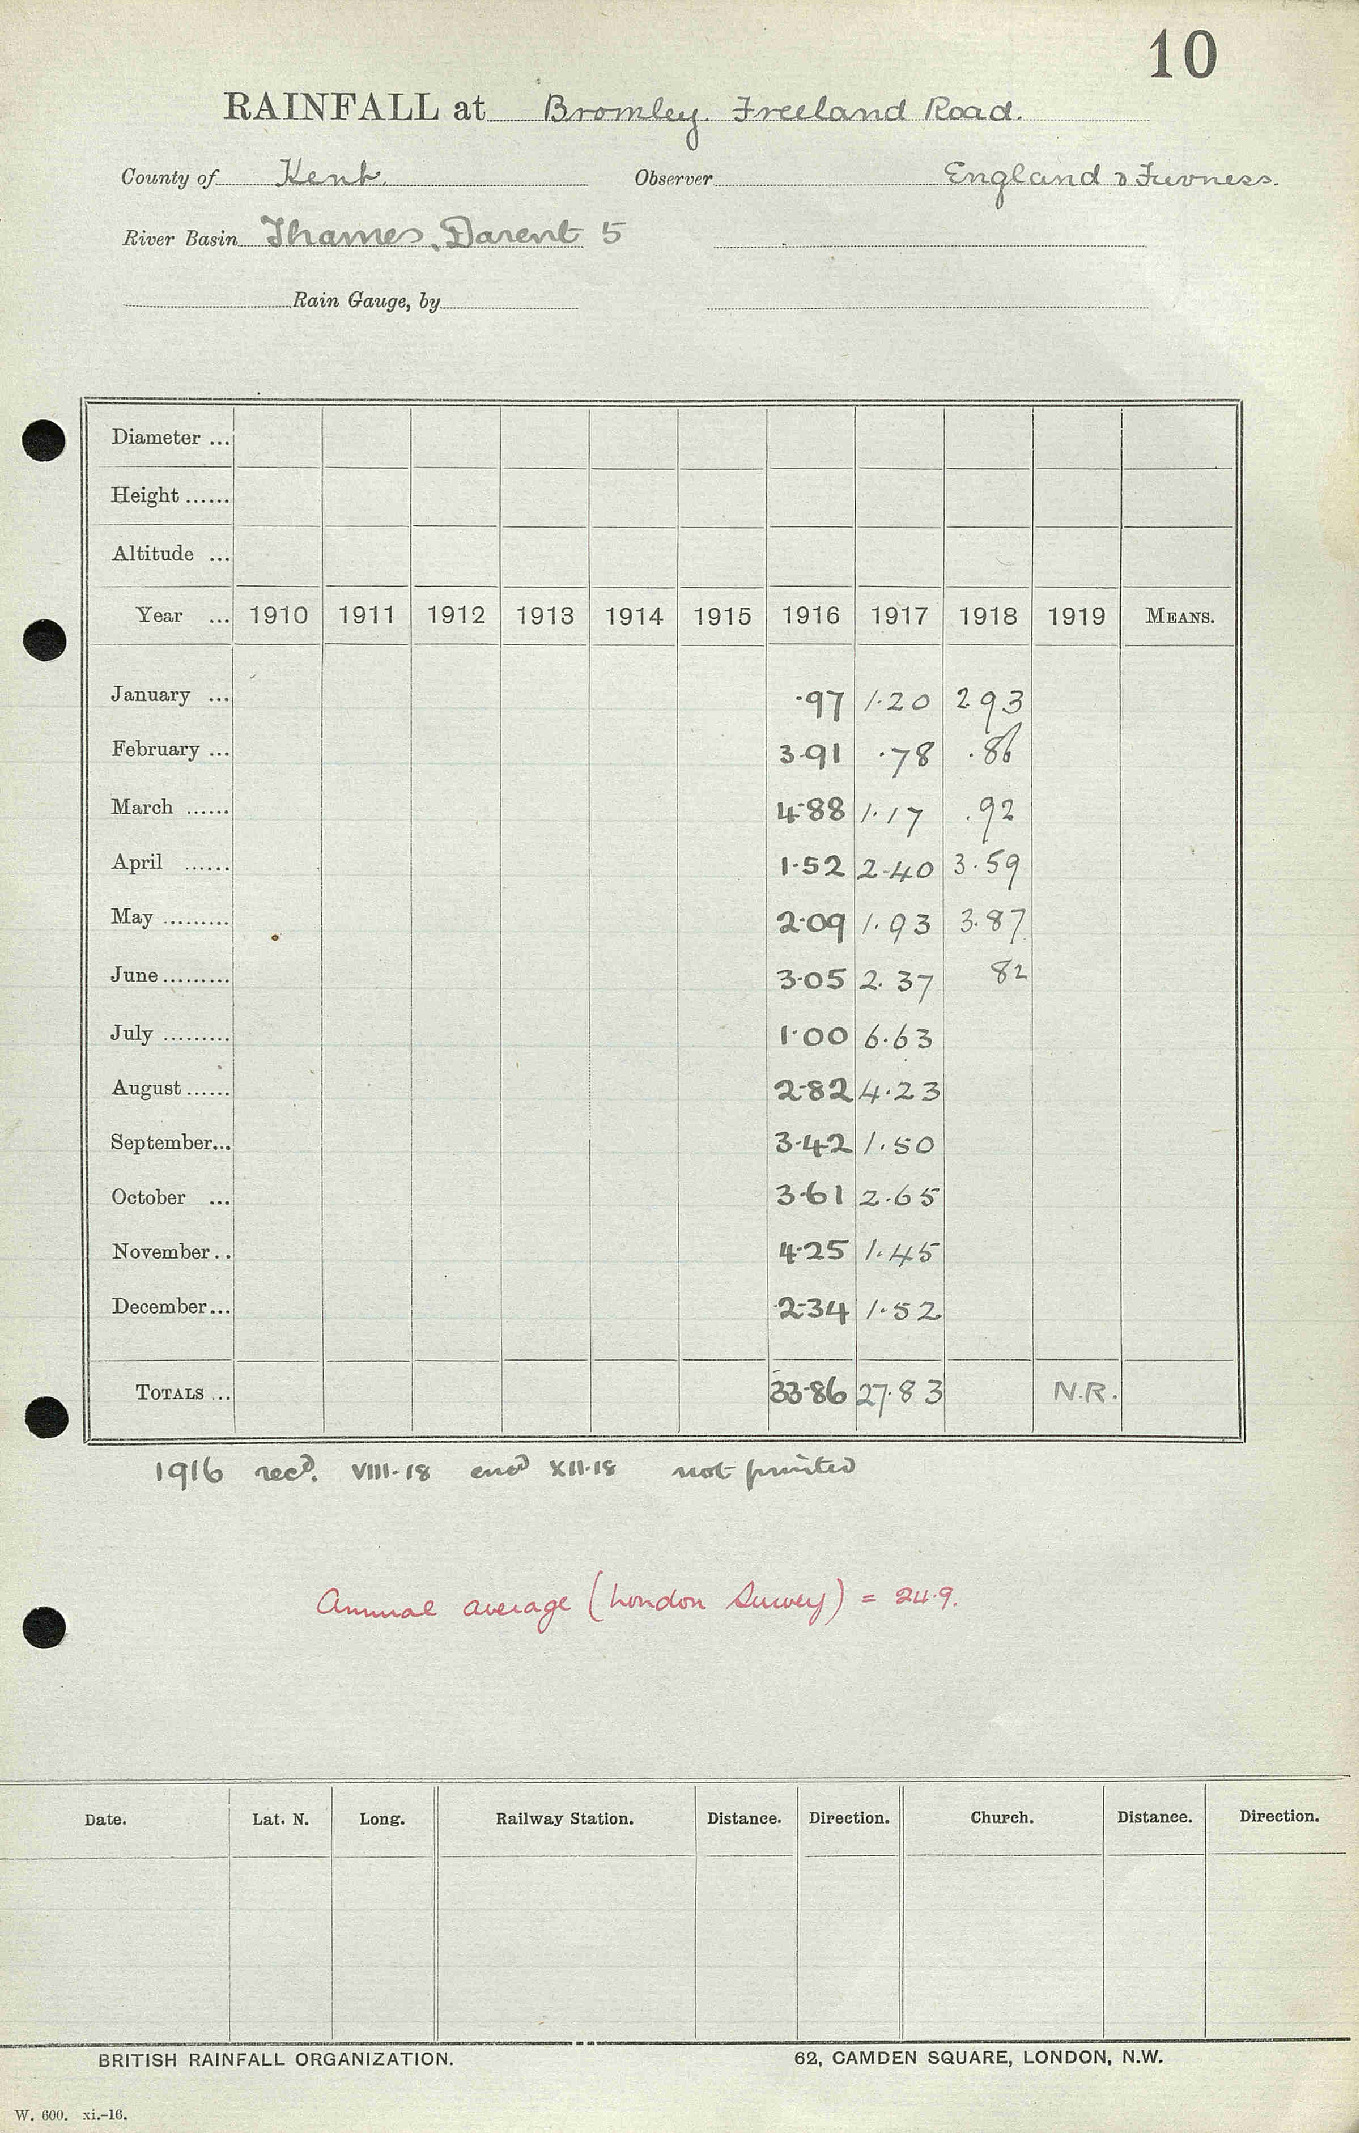 10
RAINFALL at Bromley. Freeland Road.
County of Kent. Observer England & Furness.
River Basin Thames, Darent 5
Rain Gauge, by
Diameter ...
Height ......
Altitude ...
Year ... 1910 1911 1912 1913 1914 1915 1916 1917 1918 1919 MEANS.
January ... .97 1.20 2.93
February ... 3.91 .78 .86
March ...... 4.88 1.17 .92
April ...... 1.52 2.40 3.59
May ......... 2.09 1.93 3.87
June ......... 3.05 2.37 82
July ......... 1.00 6.63
August ...... 2.82 4.23
September... 3.42 1.50
October ... 3.61 2.65
November.. 4.25 1.45
December... 2.34 1.52
TOTALS ... 33.86 27.83 N.R.
1916 recd. VIII-18 end XII-18 not printed
Annual average (London Survey) = 24.9.
Date. Lat. N. Long. Railway Station. Distance. Direction. Church. Distance. Direction.
BRITISH RAINFALL ORGANIZATION. 62, CAMDEN SQUARE, LONDON, N.W.
W. 600. xi.-16.